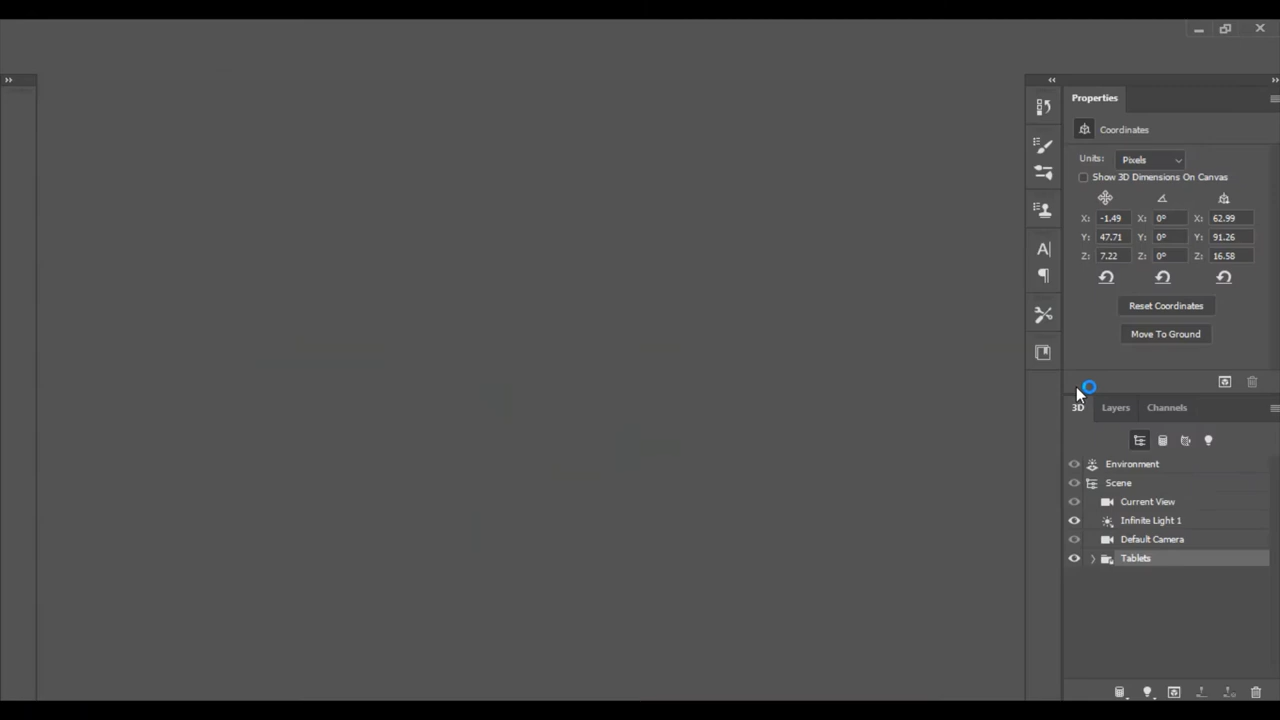 Properties
Coordinates
Units: Pixels
Show 3D Dimensions On Canvas
X: -1.49 X: 0° X: 62.99
Y: 47.71 Y: 0° Y: 91.26
Z: 7.22 Z: 0° Z: 16.58
Reset Coordinates
Move To Ground
3D Layers Channels
Environment
Scene
Current View
Infinite Light 1
Default Camera
Tablets